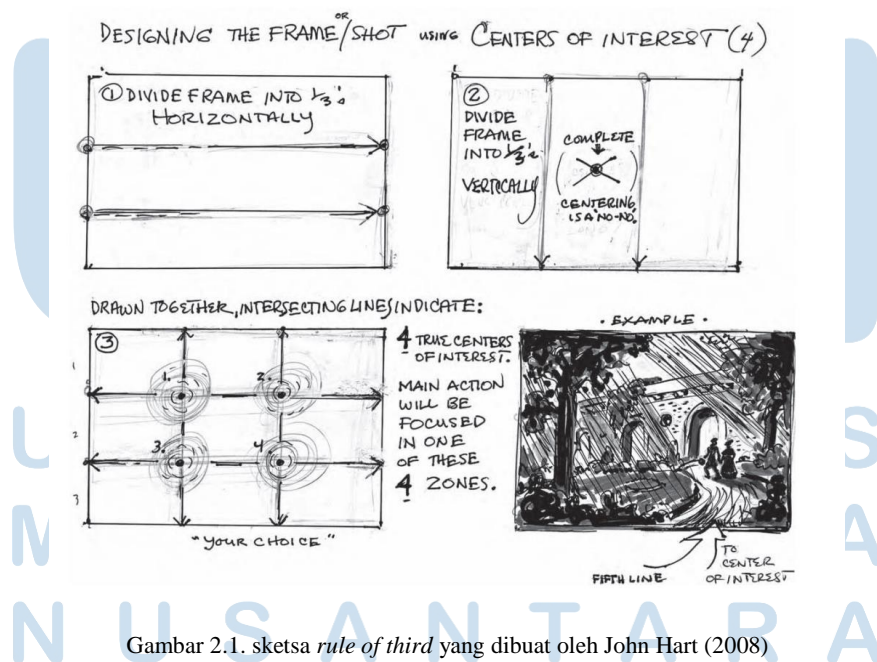 DESIGNING THE FRAME OR/SHOT USING CENTERS OF INTEREST (4)
① DIVIDE FRAME INTO 1/3's
HORIZONTALLY
②
DIVIDE
FRAME
INTO 1/3's
VERTICALLY
COMPLETE
CENTERING
IS A "NO-NO".
DRAWN TOGETHER, INTERSECTING LINES INDICATE:
③
1.
2.
3.
4
1
2
3
"YOUR CHOICE"
4 TRUE CENTERS
OF INTEREST.
MAIN ACTION
WILL BE
FOCUSED
IN ONE
OF THESE
4 ZONES.
• EXAMPLE •
FIFTH LINE
TO
CENTER
OF INTEREST
U
S
M
A
NUSANTARA
Gambar 2.1. sketsa rule of third yang dibuat oleh John Hart (2008)